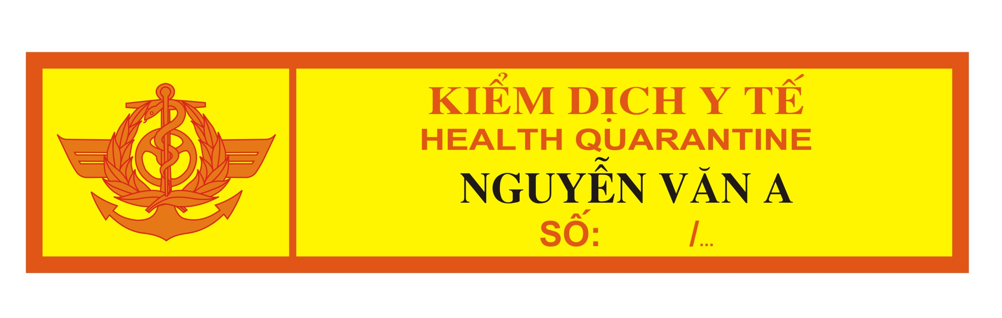 KIỂM DỊCH Y TẾ
HEALTH QUARANTINE
NGUYỄN VĂN A
SỐ: /...